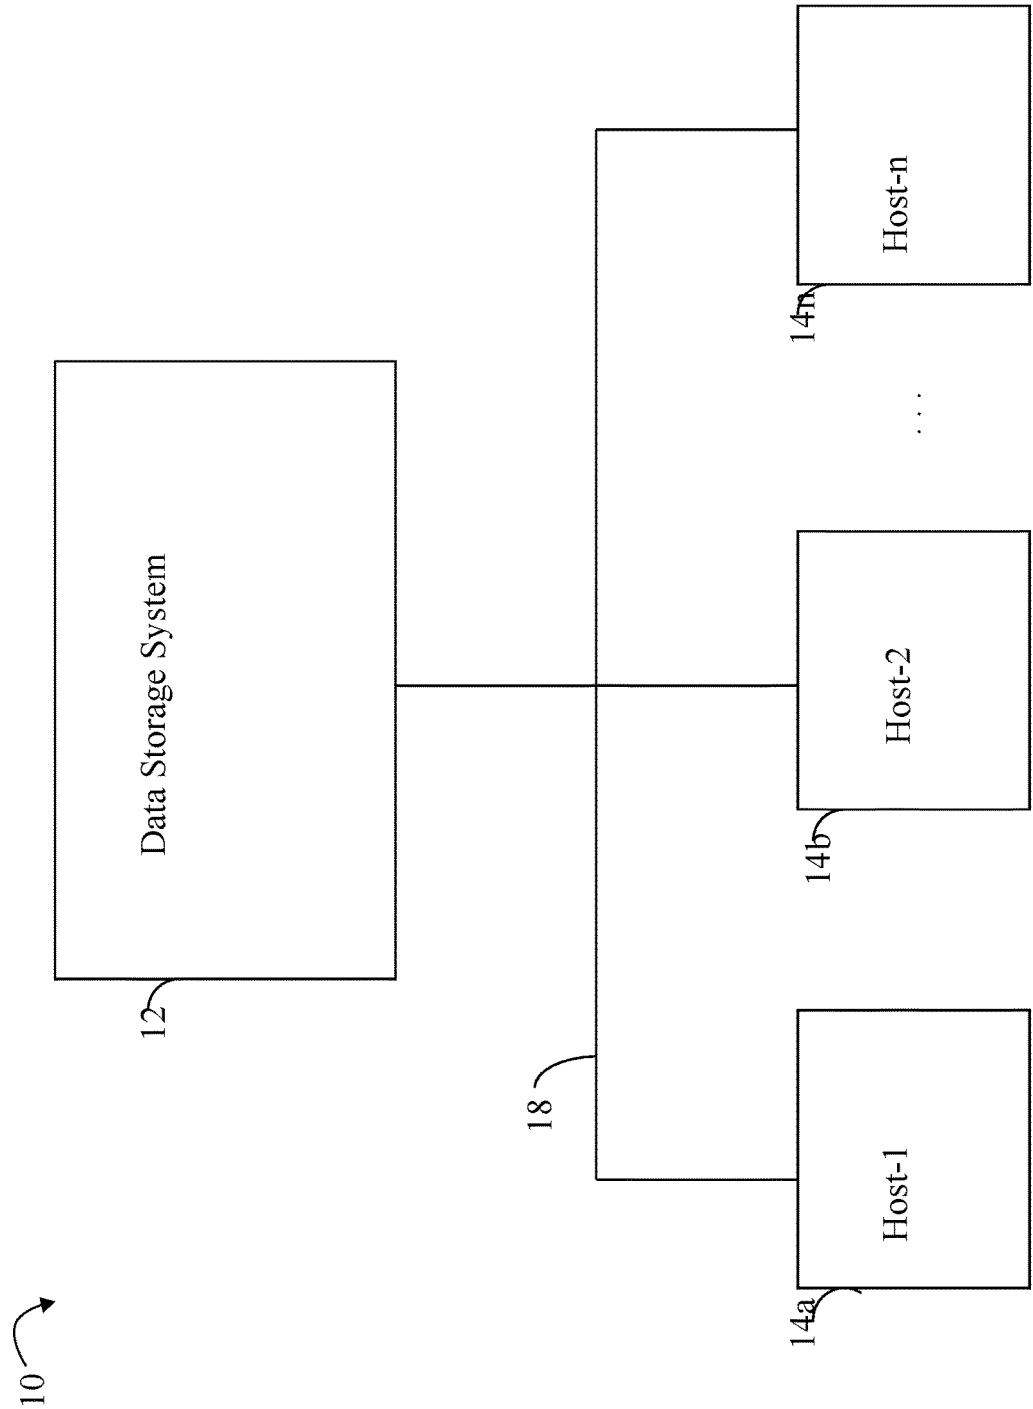 10
12
Data Storage System
18
14a
Host-1
14b
Host-2
. . .
14n
Host-n